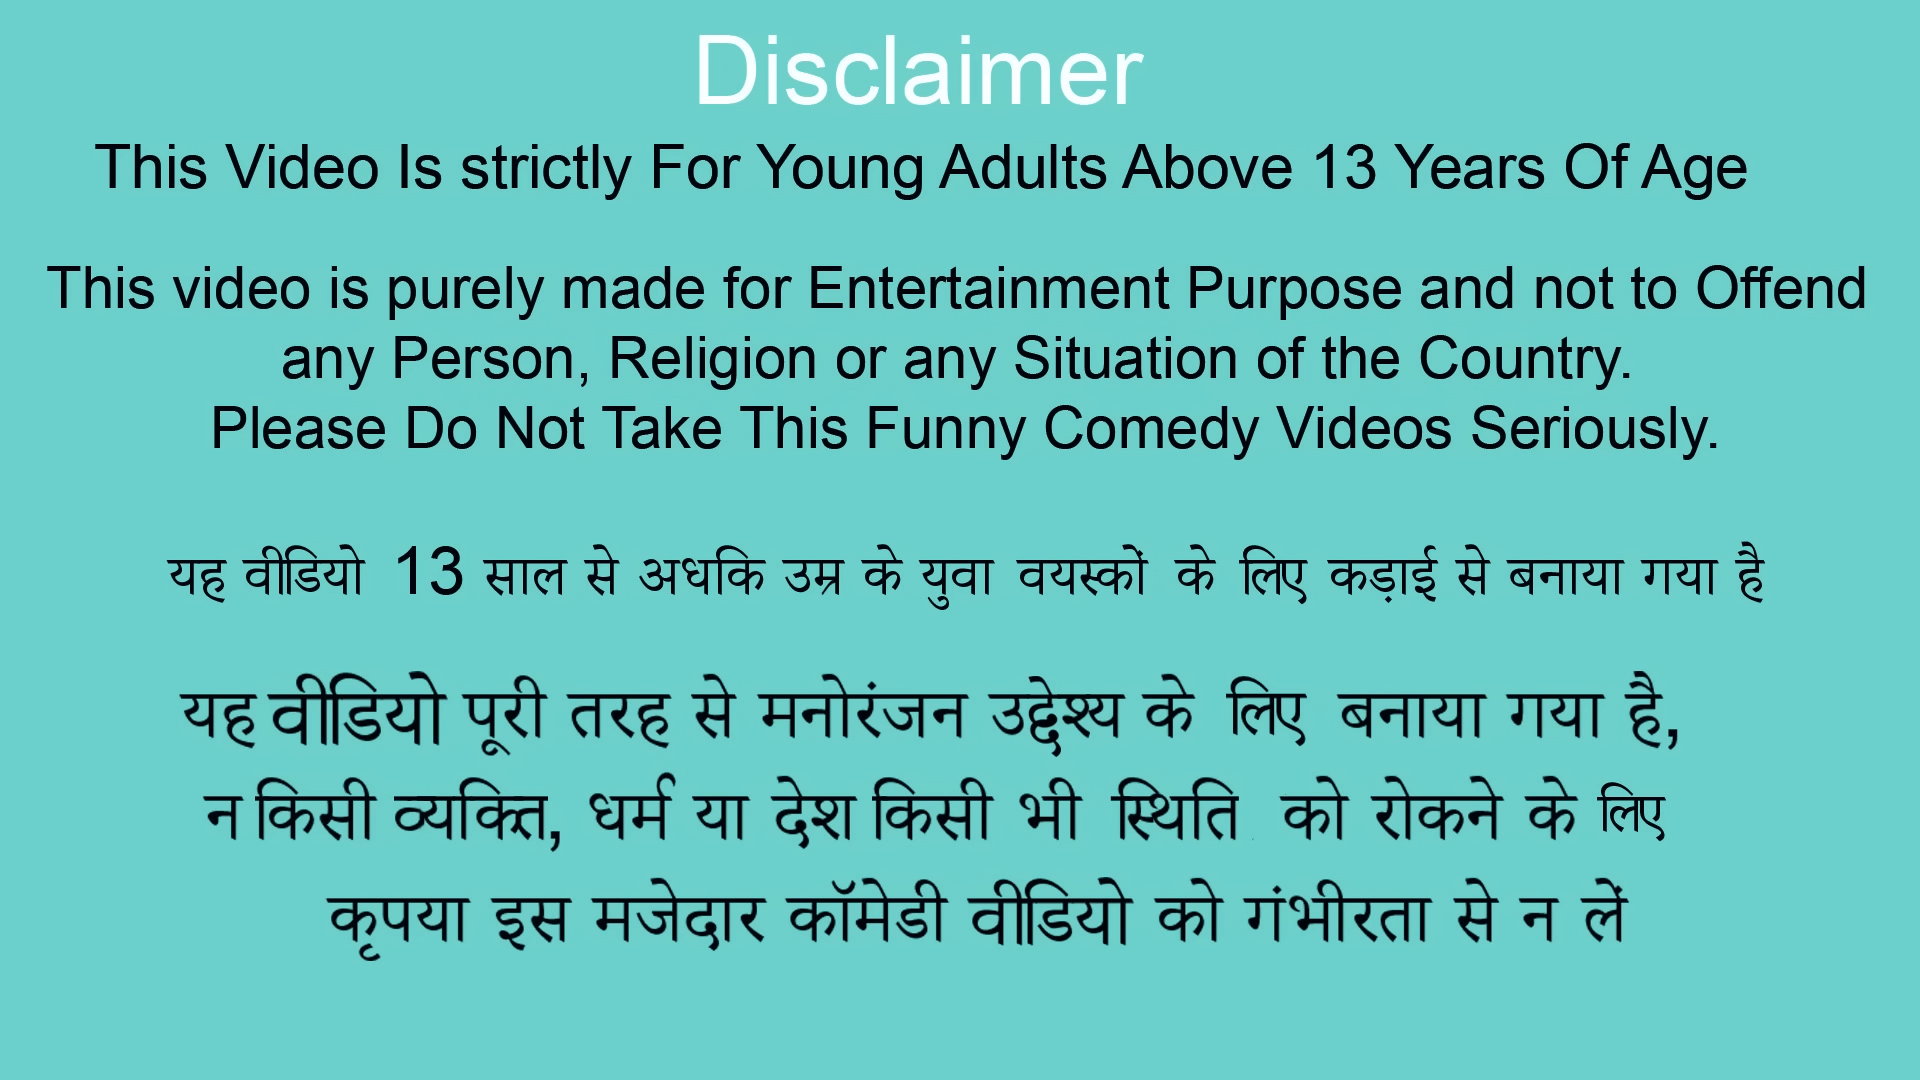 Disclaimer
This Video Is strictly For Young Adults Above 13 Years Of Age
This video is purely made for Entertainment Purpose and not to Offend
any Person, Religion or any Situation of the Country.
Please Do Not Take This Funny Comedy Videos Seriously.
यह वीडियो 13 साल से अधकि उम्र के युवा वयस्कों के लिए कड़ाई से बनाया गया है
यह वीडियो पूरी तरह से मनोरंजन उद्देश्य के लिए बनाया गया है,
न किसी व्यक्ति, धर्म या देश किसी भी स्थिति को रोकने के लिए
कृपया इस मजेदार कॉमेडी वीडियो को गंभीरता से न लें